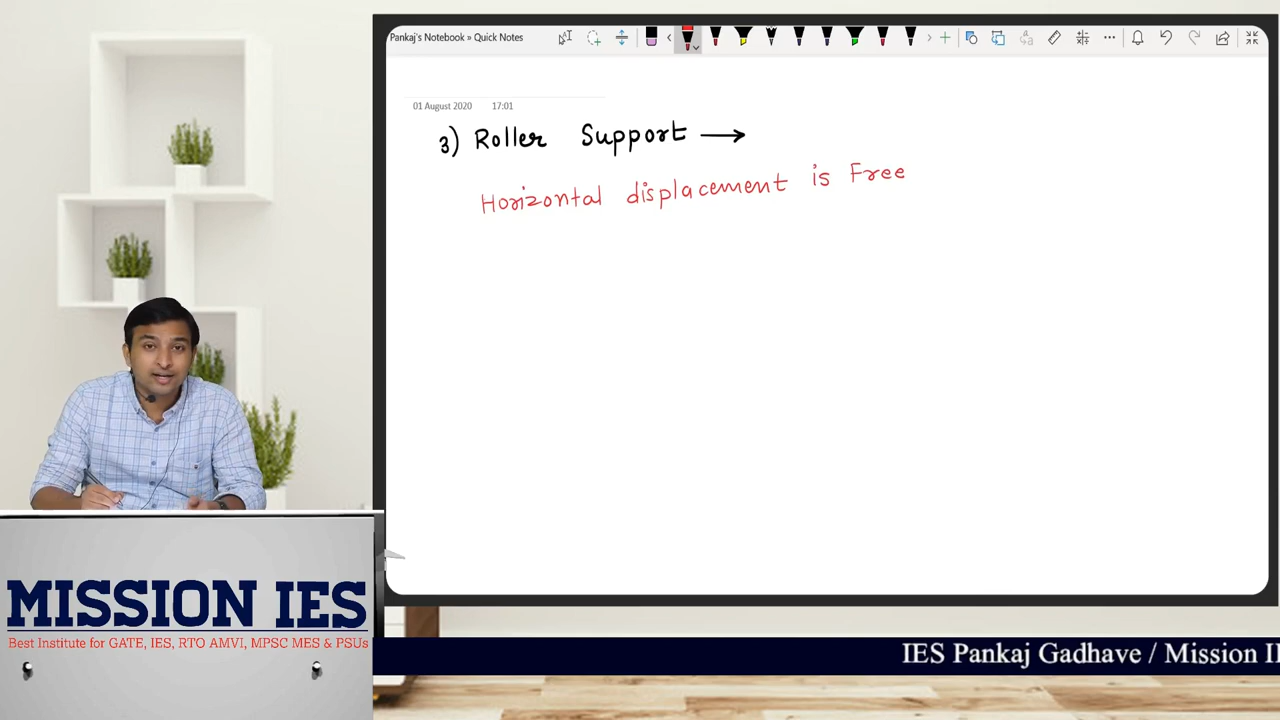 Pankaj's Notebook » Quick Notes
01 August 2020 17:01
3) Roller Support →
Horizontal displacement is Free
MISSION IES
Best Institute for GATE, IES, RTO AMVI, MPSC MES & PSUs
IES Pankaj Gadhave / Mission I